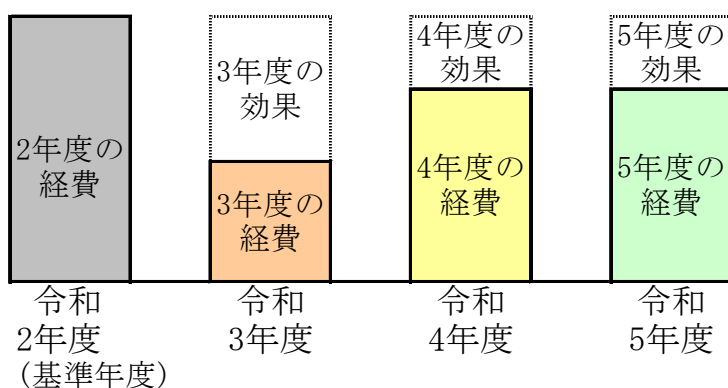 2年度の
経費
3年度の
効果
3年度の
経費
4年度の
効果
4年度の
経費
5年度の
効果
5年度の
経費
令和
2年度
（基準年度）
令和
3年度
令和
4年度
令和
5年度